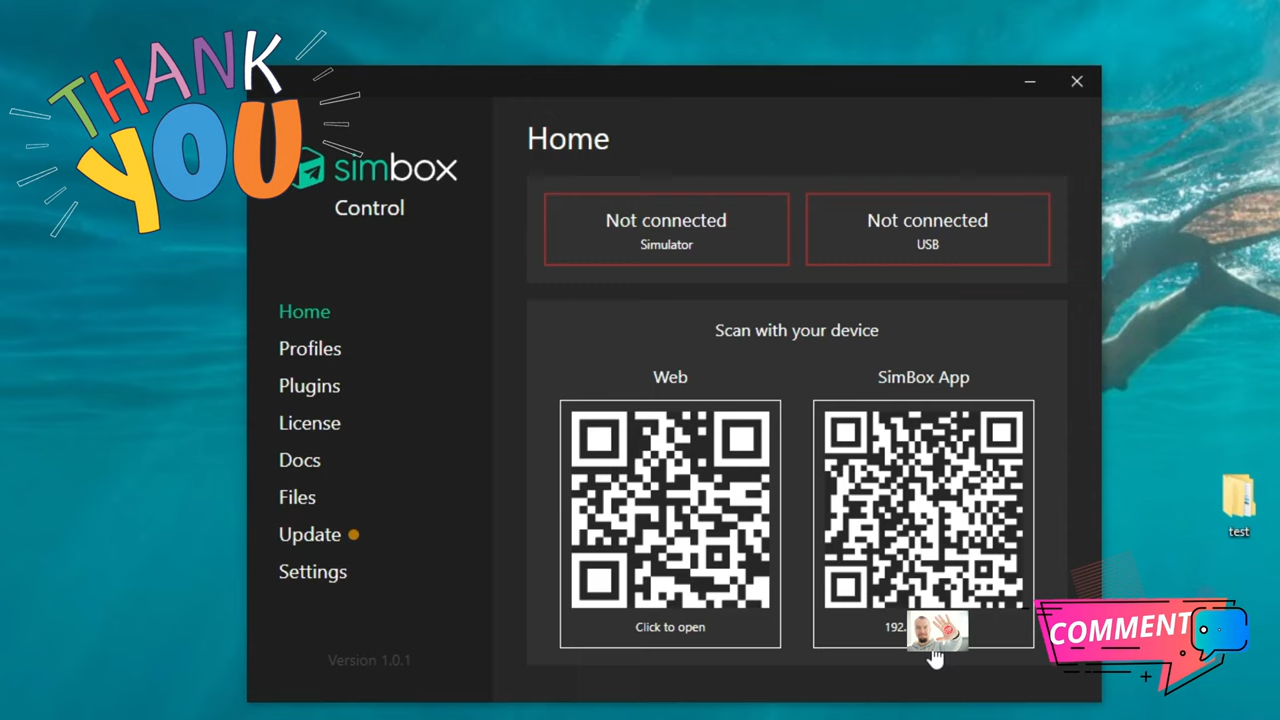 THANK
YOU
simbox
Control
Home
Profiles
Plugins
License
Docs
Files
Update
Settings
Version 1.0.1
Home
Not connected
Simulator
Not connected
USB
Scan with your device
Web
SimBox App
Click to open
192.
test
COMMENT